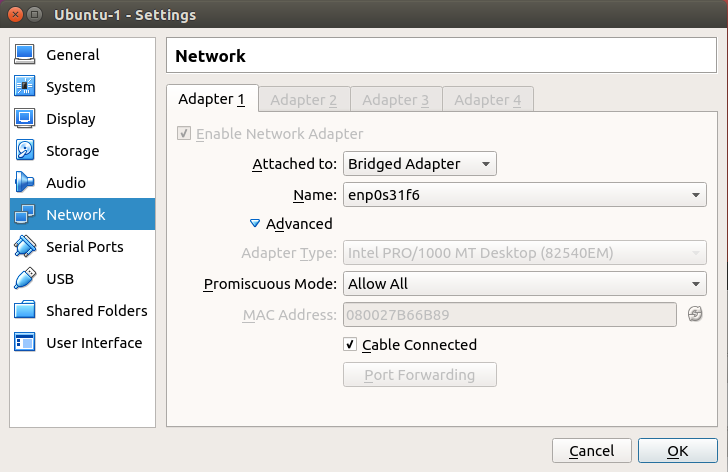 Ubuntu-1 - Settings
General
System
Display
Storage
Audio
Network
Serial Ports
USB
Shared Folders
User Interface
Network
Adapter 1 Adapter 2 Adapter 3 Adapter 4
Enable Network Adapter
Attached to: Bridged Adapter
Name: enp0s31f6
Advanced
Adapter Type: Intel PRO/1000 MT Desktop (82540EM)
Promiscuous Mode: Allow All
MAC Address: 080027B66B89
Cable Connected
Port Forwarding
Cancel OK